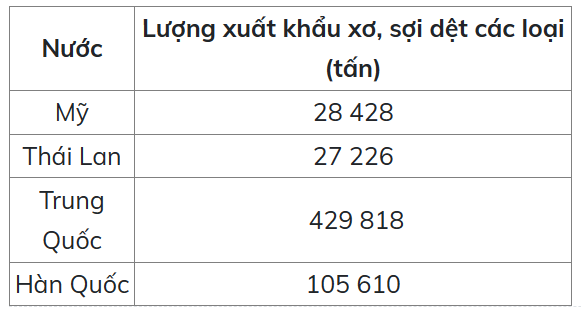 Nước
Lượng xuất khẩu xơ, sợi dệt các loại
(tấn)
Mỹ
28 428
Thái Lan
27 226
Trung
Quốc
429 818
Hàn Quốc
105 610